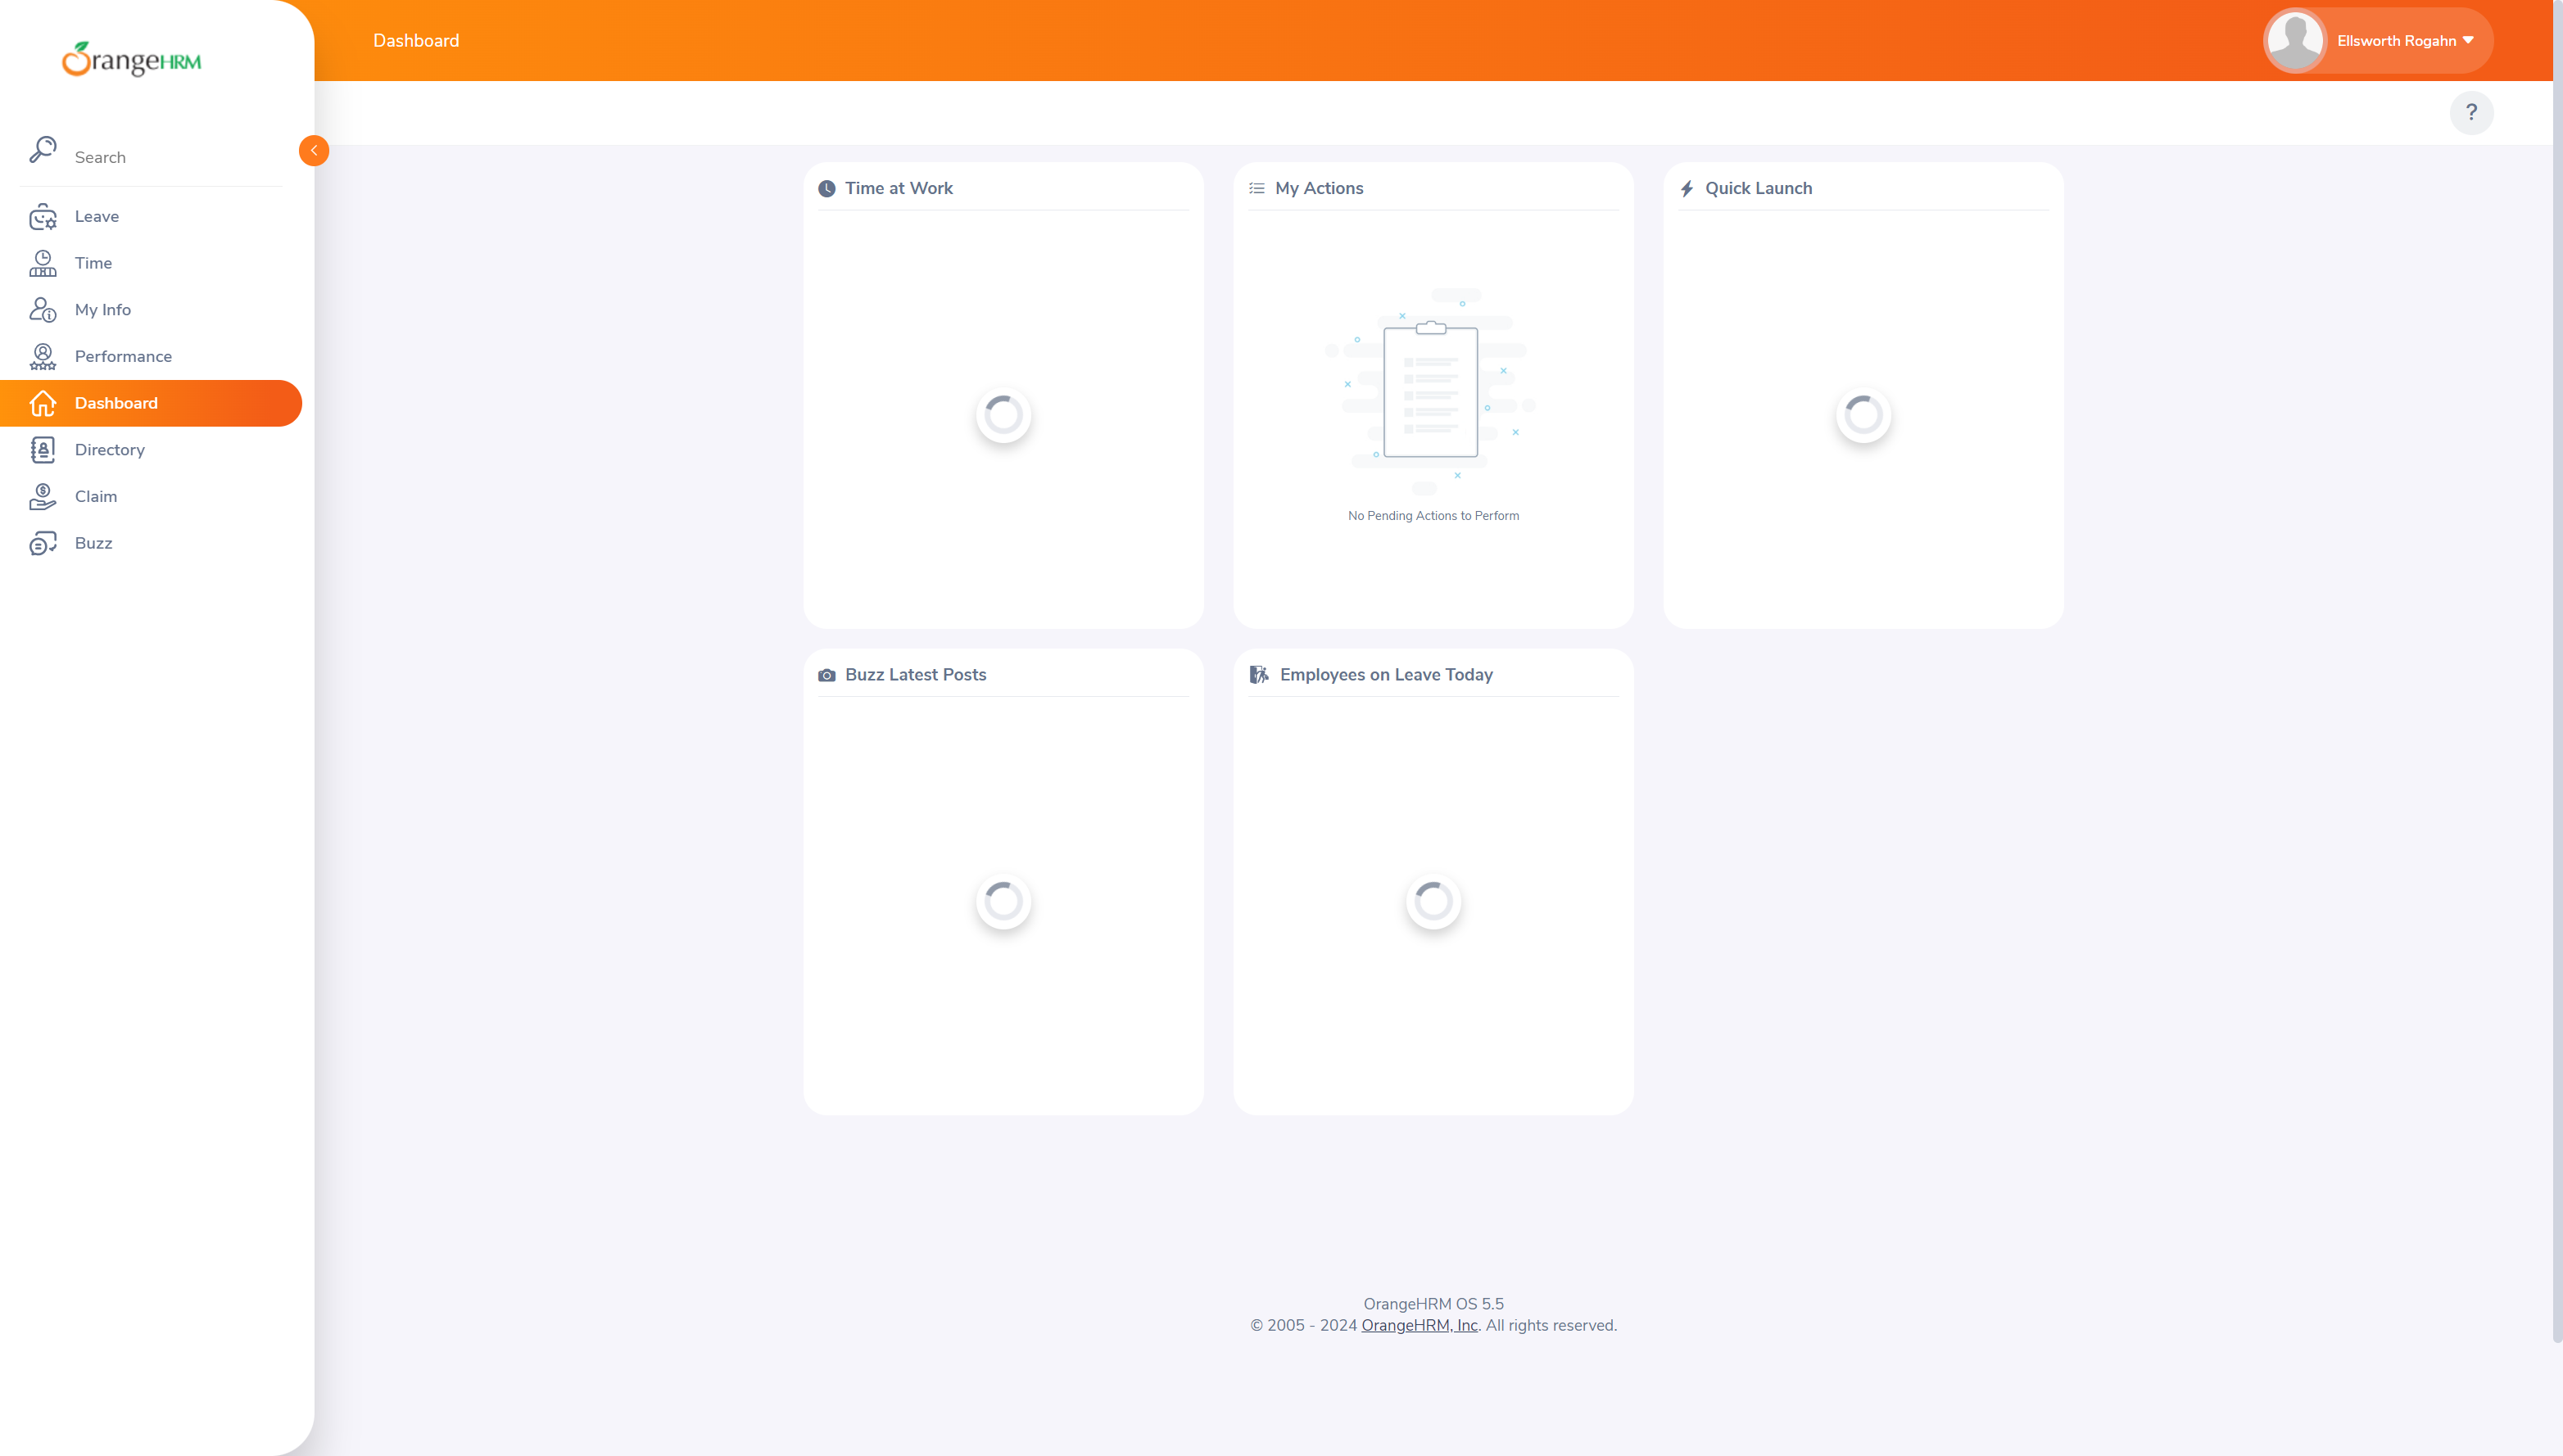 OrangeHRM
Search
Leave
Time
My Info
Performance
Dashboard
Directory
Claim
Buzz
Dashboard
Ellsworth Rogahn
?
Time at Work
My Actions
No Pending Actions to Perform
Quick Launch
Buzz Latest Posts
Employees on Leave Today
OrangeHRM OS 5.5
© 2005 - 2024 OrangeHRM, Inc. All rights reserved.